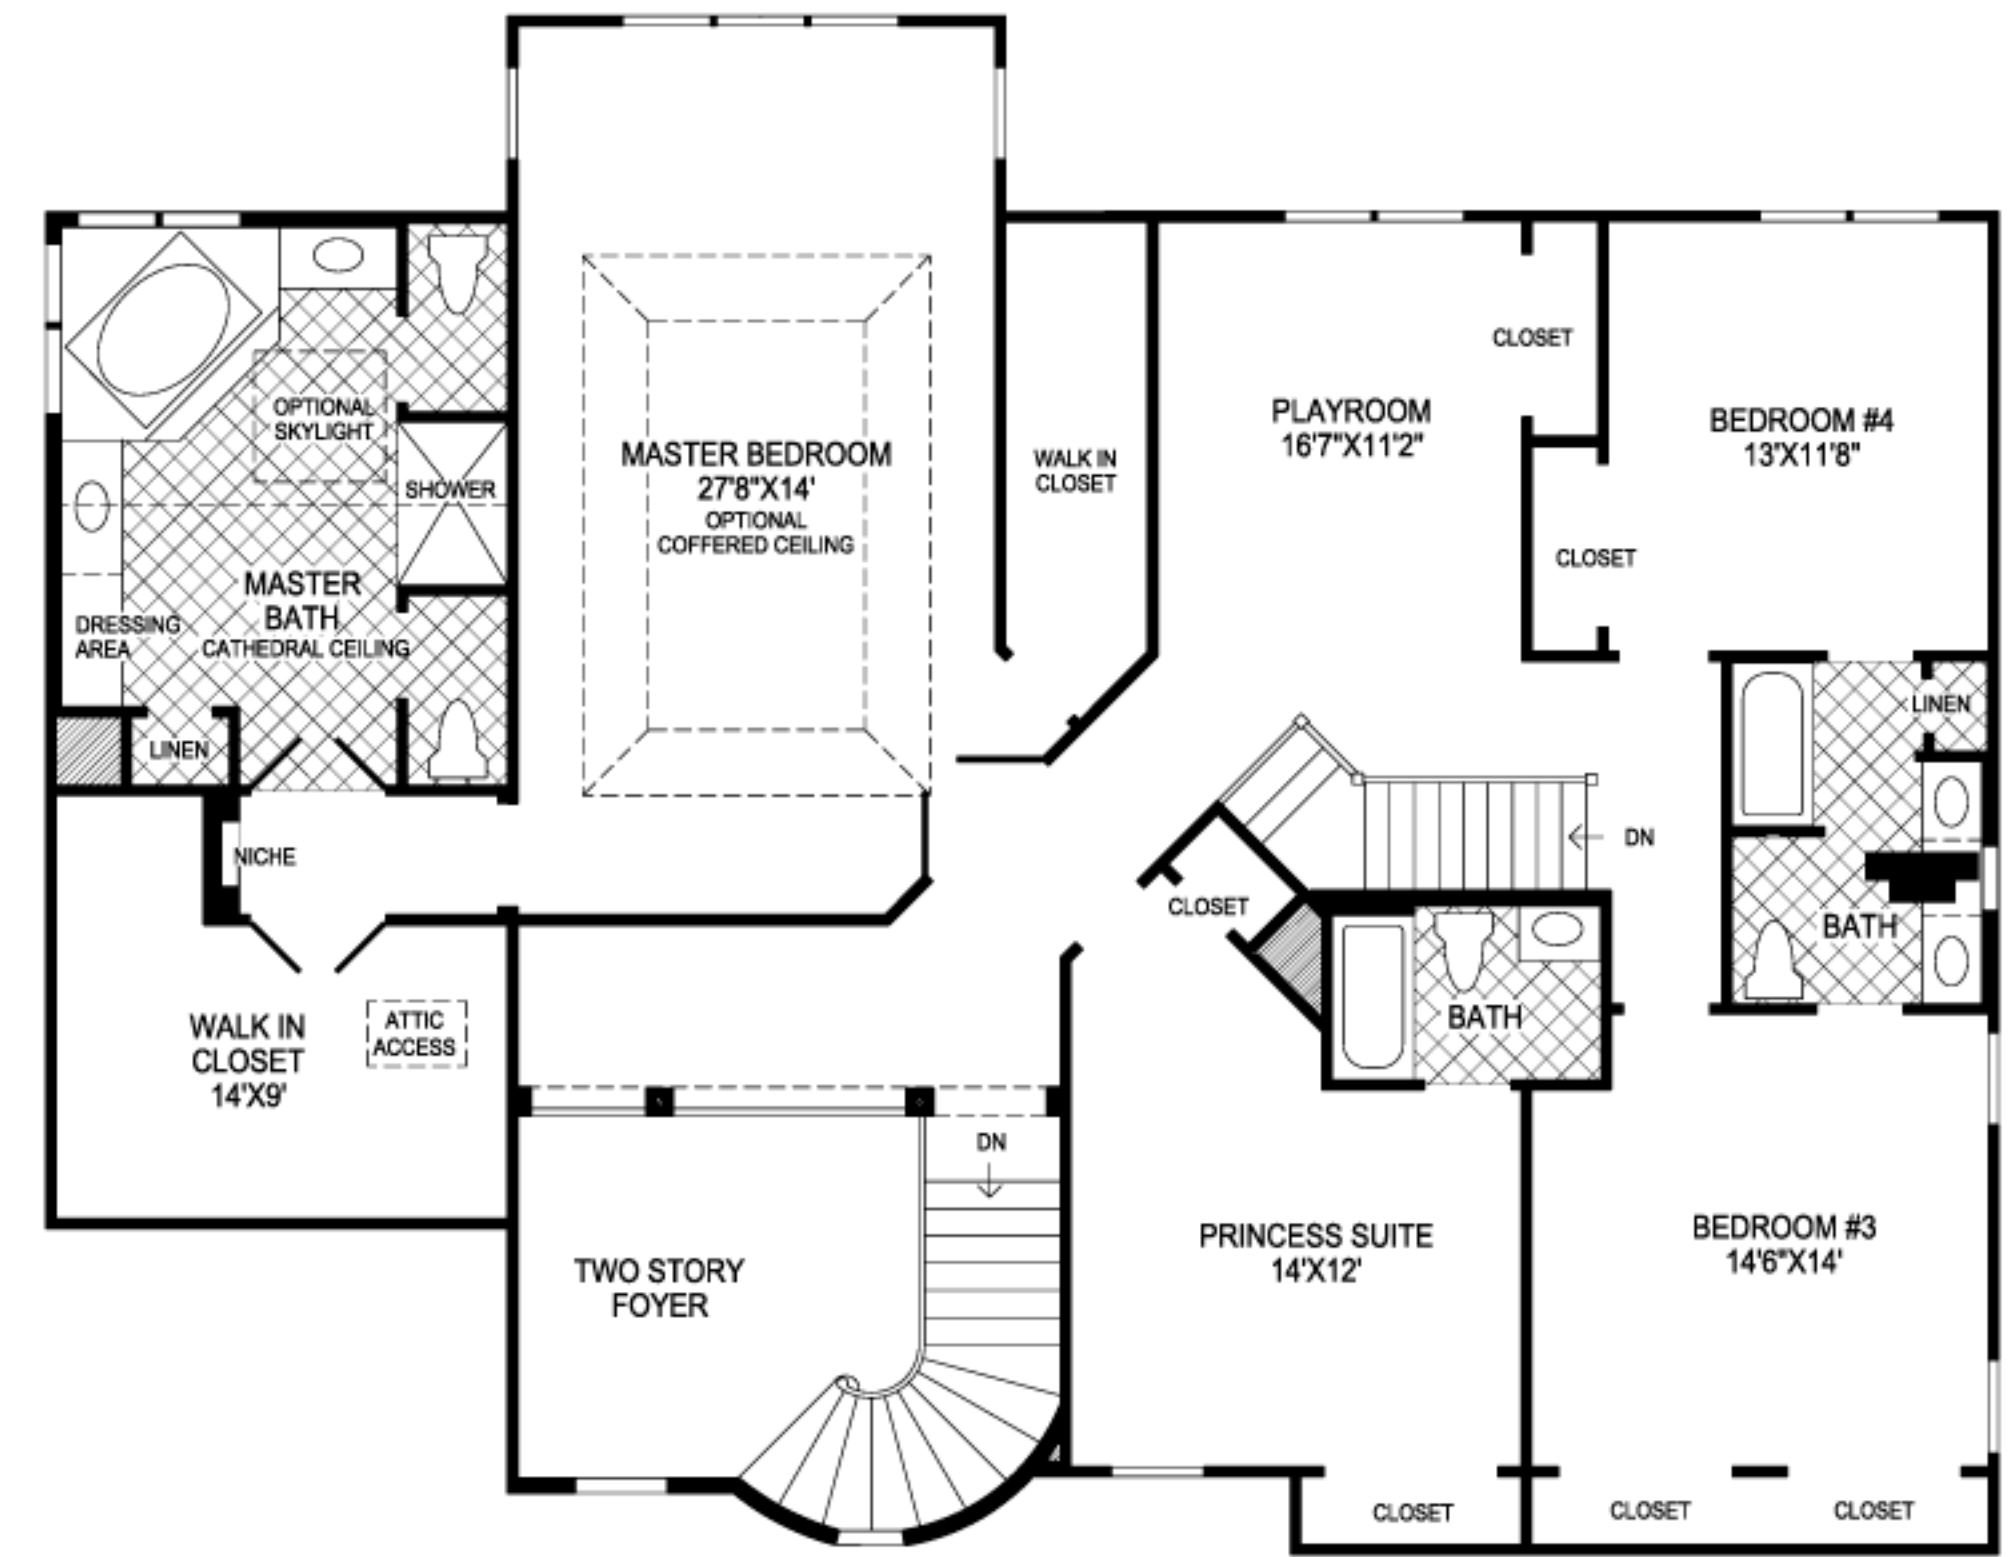 OPTIONAL
SKYLIGHT
SHOWER
MASTER
BATH
CATHEDRAL CEILING
DRESSING
AREA
LINEN
NICHE
WALK IN
CLOSET
14'X9'
ATTIC
ACCESS
MASTER BEDROOM
27'8"X14'
OPTIONAL
COFFERED CEILING
WALK IN
CLOSET
PLAYROOM
16'7"X11'2"
CLOSET
CLOSET
BEDROOM #4
13'X11'8"
LINEN
DN
BATH
CLOSET
BATH
DN
TWO STORY
FOYER
PRINCESS SUITE
14'X12'
BEDROOM #3
14'6"X14'
CLOSET
CLOSET
CLOSET